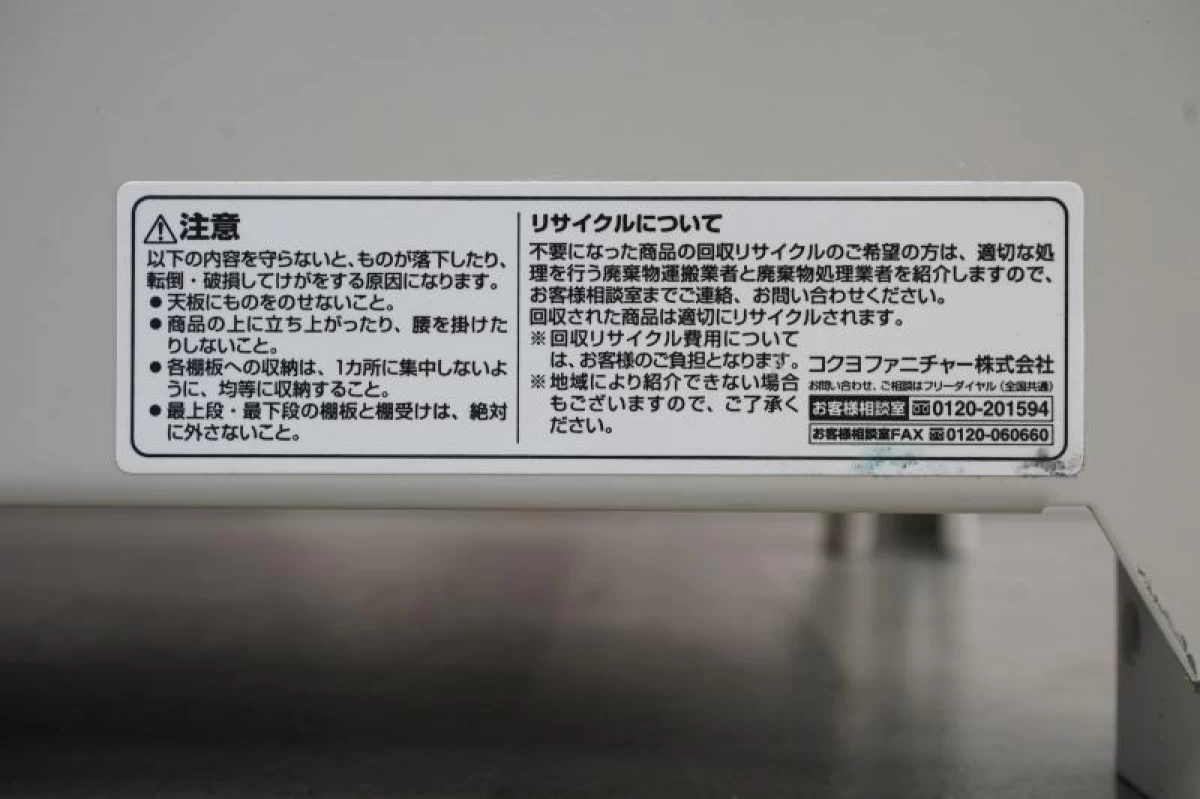 ⚠注意
以下の内容を守らないと、ものが落下したり、
転倒・破損してけがをする原因になります。
●天板にものをのせないこと。
●商品の上に立ち上がったり、腰を掛けた
りしないこと。
●各棚板への収納は、1カ所に集中しないよ
うに、均等に収納すること。
●最上段・最下段の棚板と棚受けは、絶対
に外さないこと。
リサイクルについて
不要になった商品の回収リサイクルのご希望の方は、適切な処
理を行う廃棄物運搬業者と廃棄物処理業者を紹介しますので、
お客様相談室までご連絡、お問い合わせください。
回収された商品は適切にリサイクルされます。
※回収リサイクル費用については、
は、お客様のご負担となります。
※地域により紹介できない場合
もございますので、ご了承く
ださい。
コクヨファニチャー株式会社
お問い合わせ、ご相談はフリーダイヤル(全国共通)
お客様相談室 0120-201594
お客様相談室FAX 0120-060660